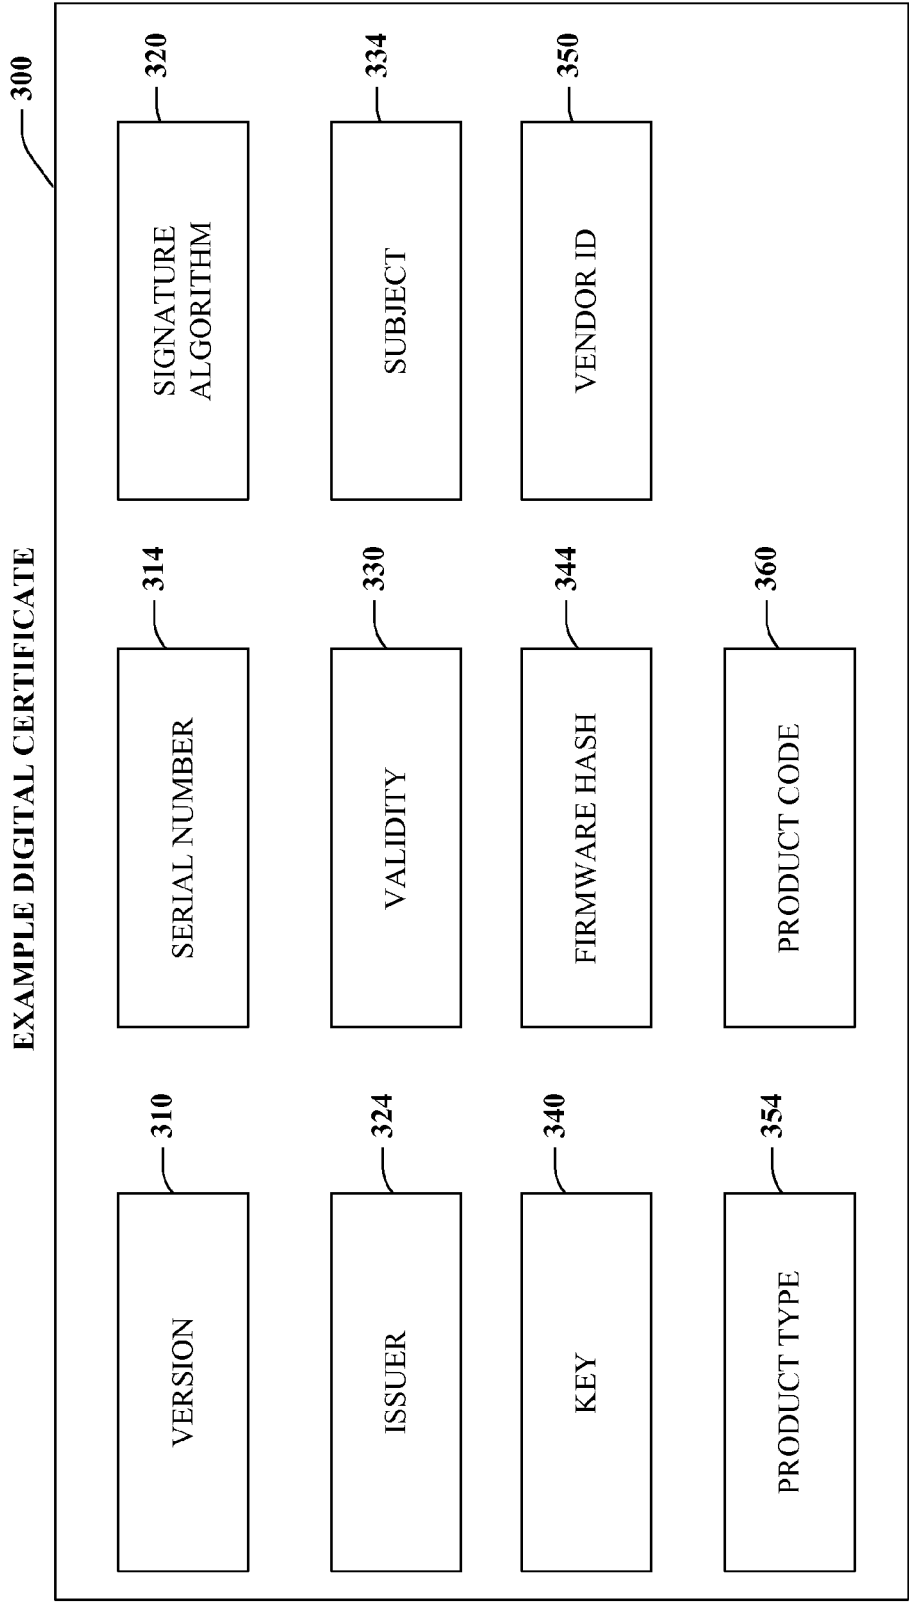 EXAMPLE DIGITAL CERTIFICATE
300
310
VERSION
314
SERIAL NUMBER
320
SIGNATURE
ALGORITHM
324
ISSUER
330
VALIDITY
334
SUBJECT
340
KEY
344
FIRMWARE HASH
350
VENDOR ID
354
PRODUCT TYPE
360
PRODUCT CODE